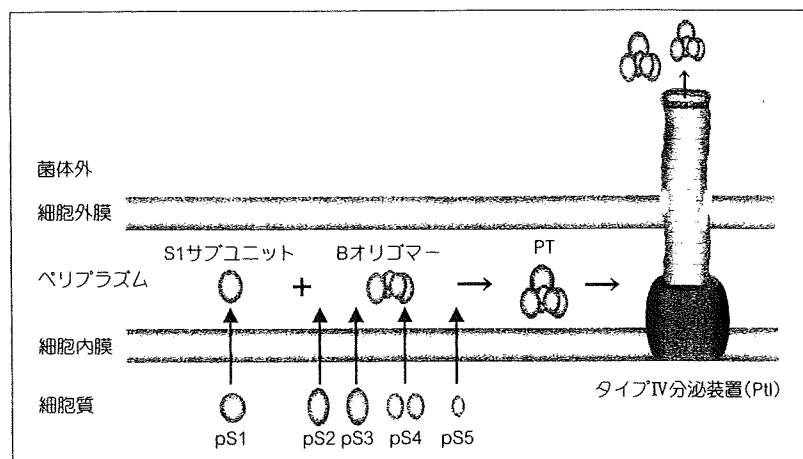 菌体外
細胞外膜
S1サブユニット Bオリゴマー PT
ペリプラズム
+
細胞内膜
細胞質
タイプIV分泌装置(Ptl)
pS1 pS2 pS3 pS4 pS5